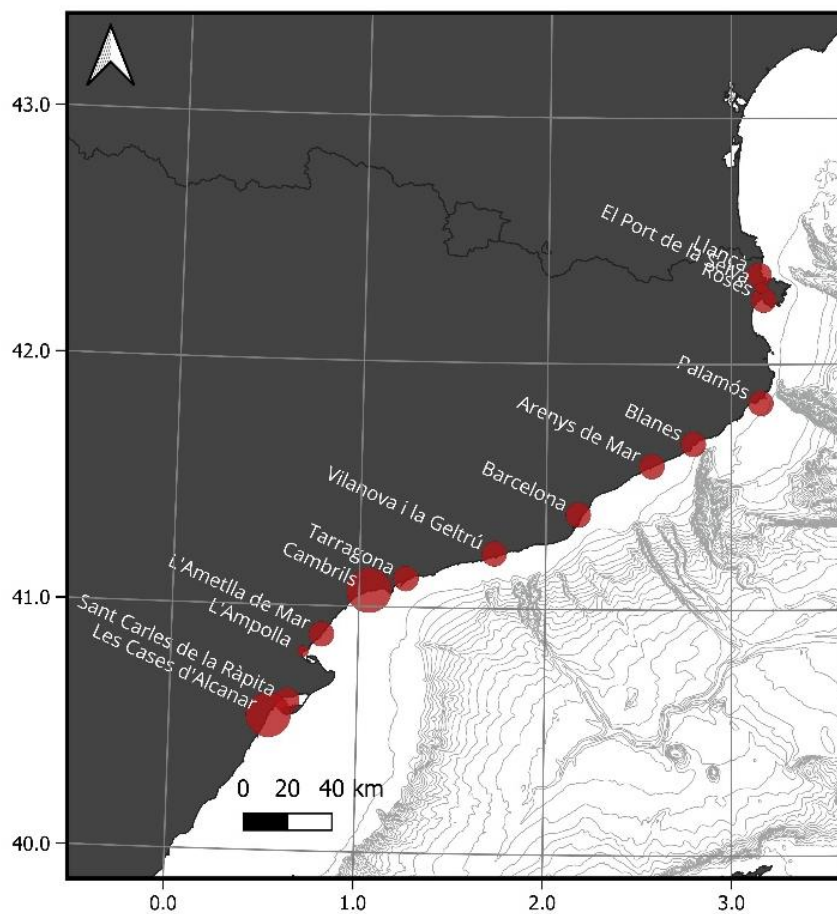 43.0
42.0
41.0
40.0
Llançà
El Port de la Selva
Roses
Palamós
Blanes
Arenys de Mar
Barcelona
Vilanova i la Geltrú
Tarragona
Cambrils
L'Ametlla de Mar
L'Ampolla
Sant Carles de la Ràpita
Les Cases d'Alcanar
0 20 40 km
0.0 1.0 2.0 3.0